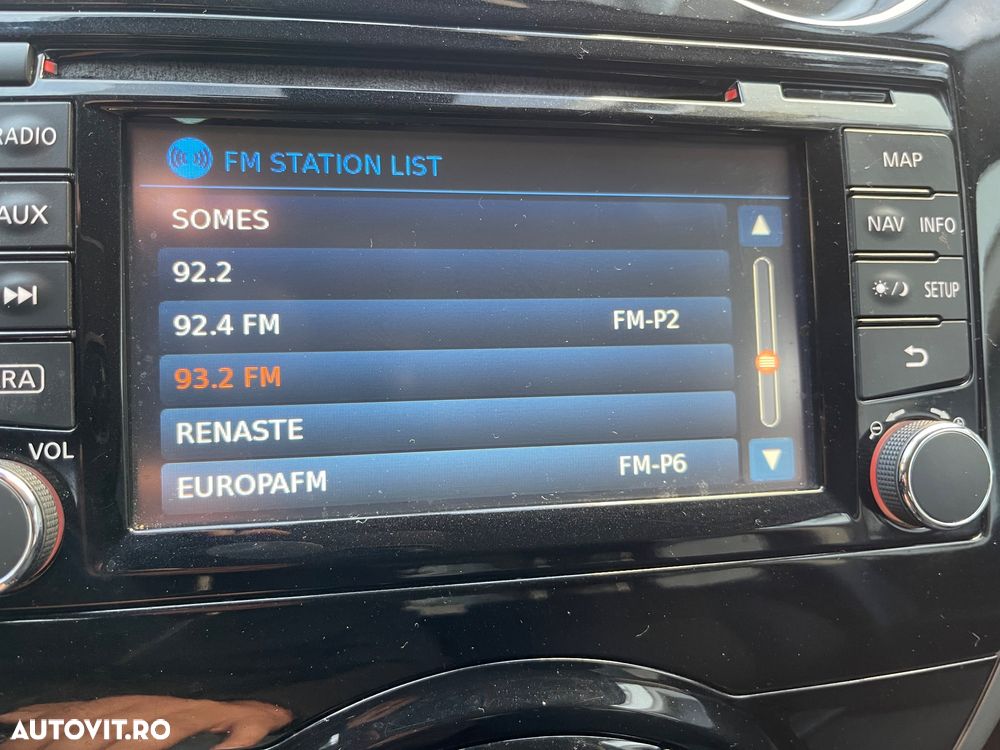 RADIO
AUX
RA
VOL
FM STATION LIST
SOMES
92.2
92.4 FM FM-P2
93.2 FM
RENASTE
EUROPAFM FM-P6
MAP
NAV INFO
SETUP
AUTOVIT.RO